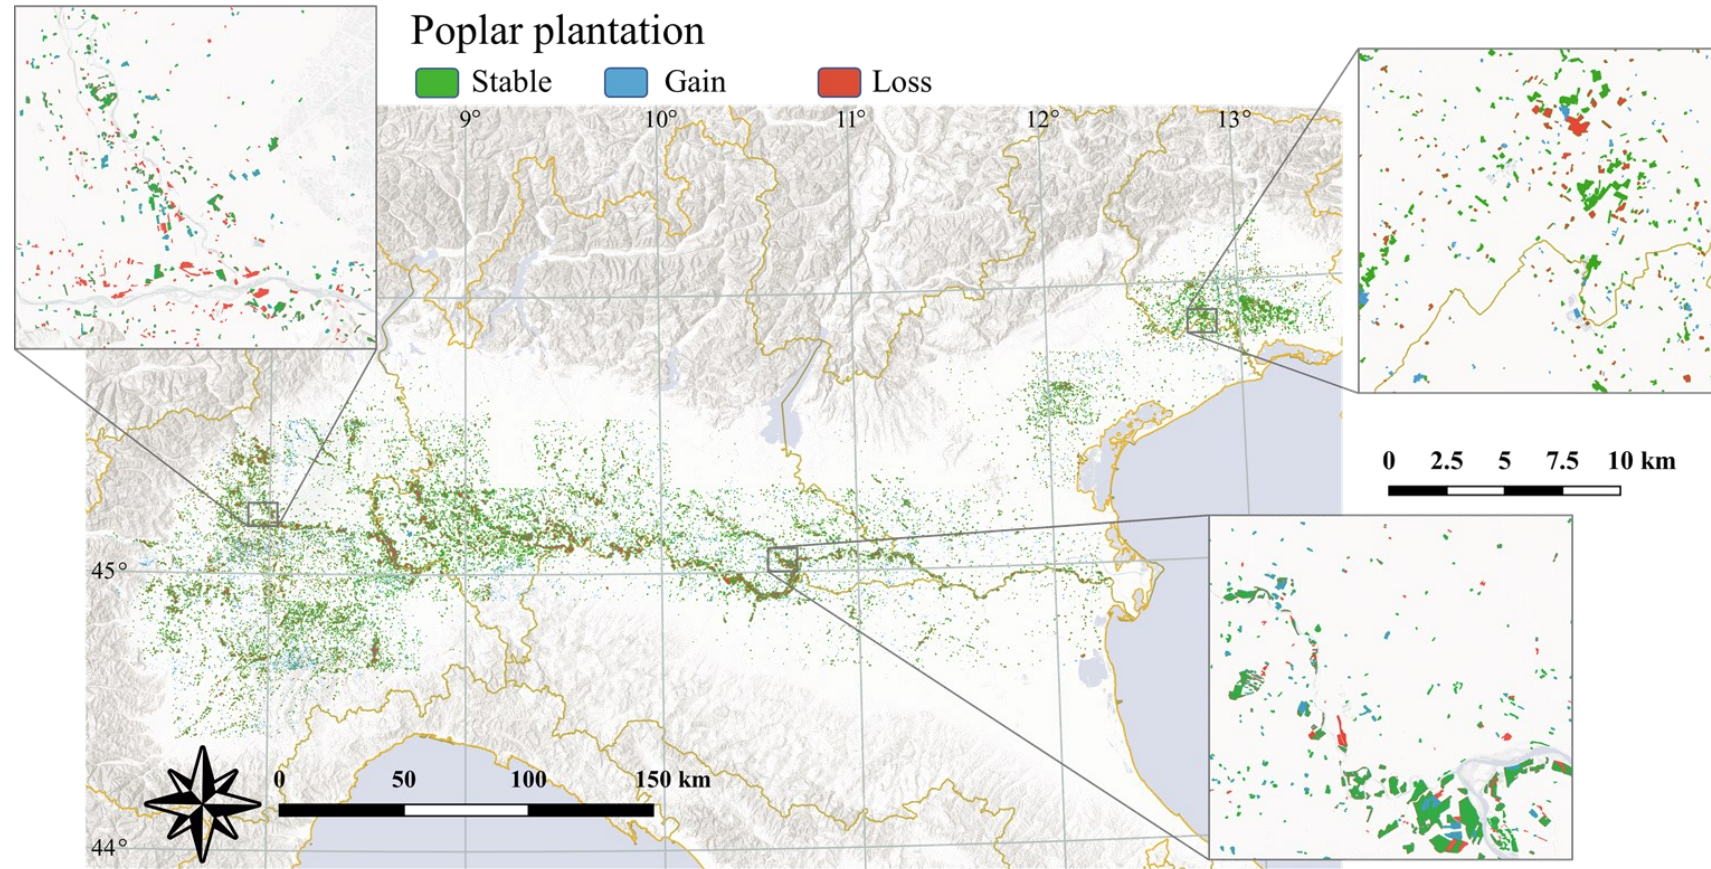 Poplar plantation
Stable Gain Loss
9° 10° 11° 12° 13°
0 2.5 5 7.5 10 km
45°
0 50 100 150 km
44°